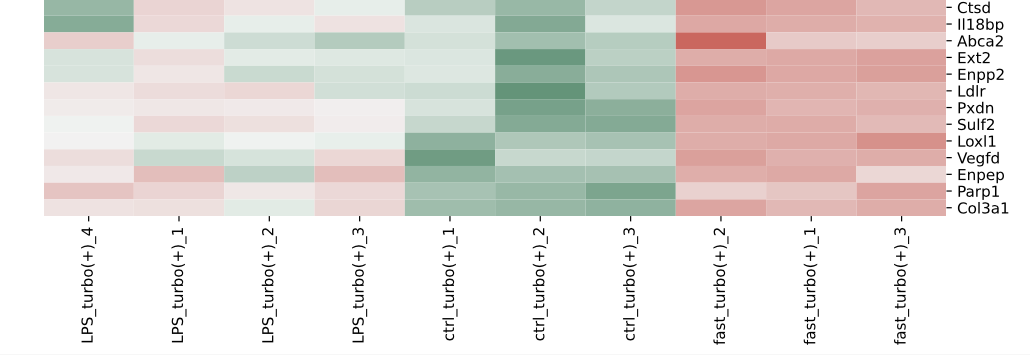 Ctsd
Il18bp
Abca2
Ext2
Enpp2
Ldlr
Pxdn
Sulf2
Loxl1
Vegfd
Enpep
Parp1
Col3a1
LPS_turbo(+)_4
LPS_turbo(+)_1
LPS_turbo(+)_2
LPS_turbo(+)_3
ctrl_turbo(+)_1
ctrl_turbo(+)_2
ctrl_turbo(+)_3
fast_turbo(+)_2
fast_turbo(+)_1
fast_turbo(+)_3